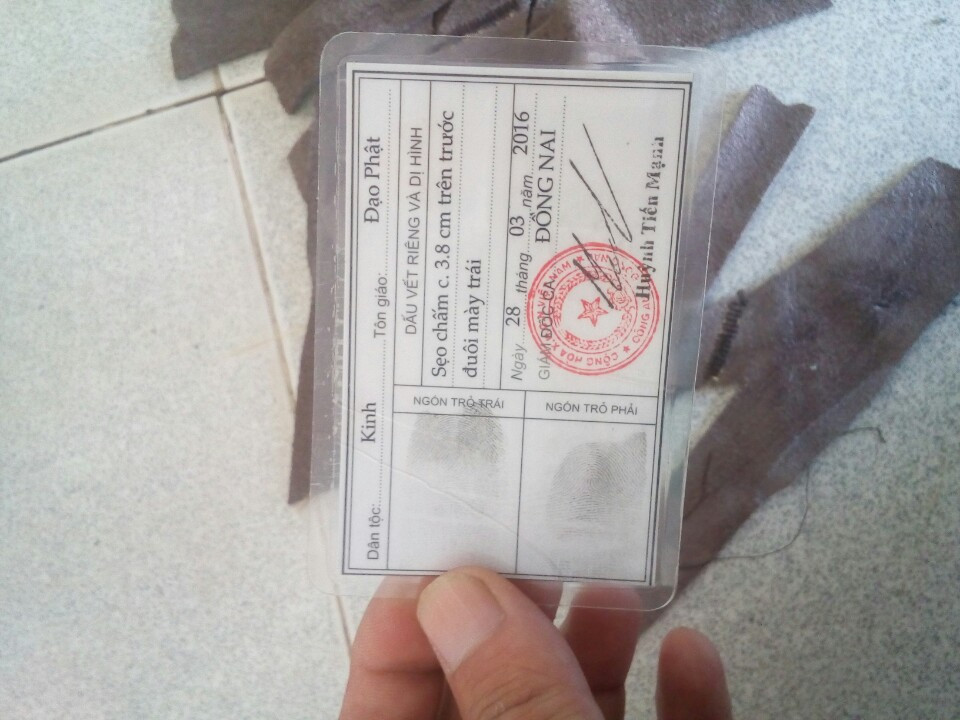 Dân tộc: Kinh Tôn giáo: Đạo Phật
DẤU VẾT RIÊNG VÀ DỊ HÌNH
Sẹo chấm c. 3.8 cm trên trước
đuôi mày trái
Ngày 28 tháng 03 năm 2016
GIÁM ĐỐC CA ĐỒNG NAI
Huỳnh Tiến Mạnh
NGÓN TRỎ TRÁI
NGÓN TRỎ PHẢI
CỘNG HÒA